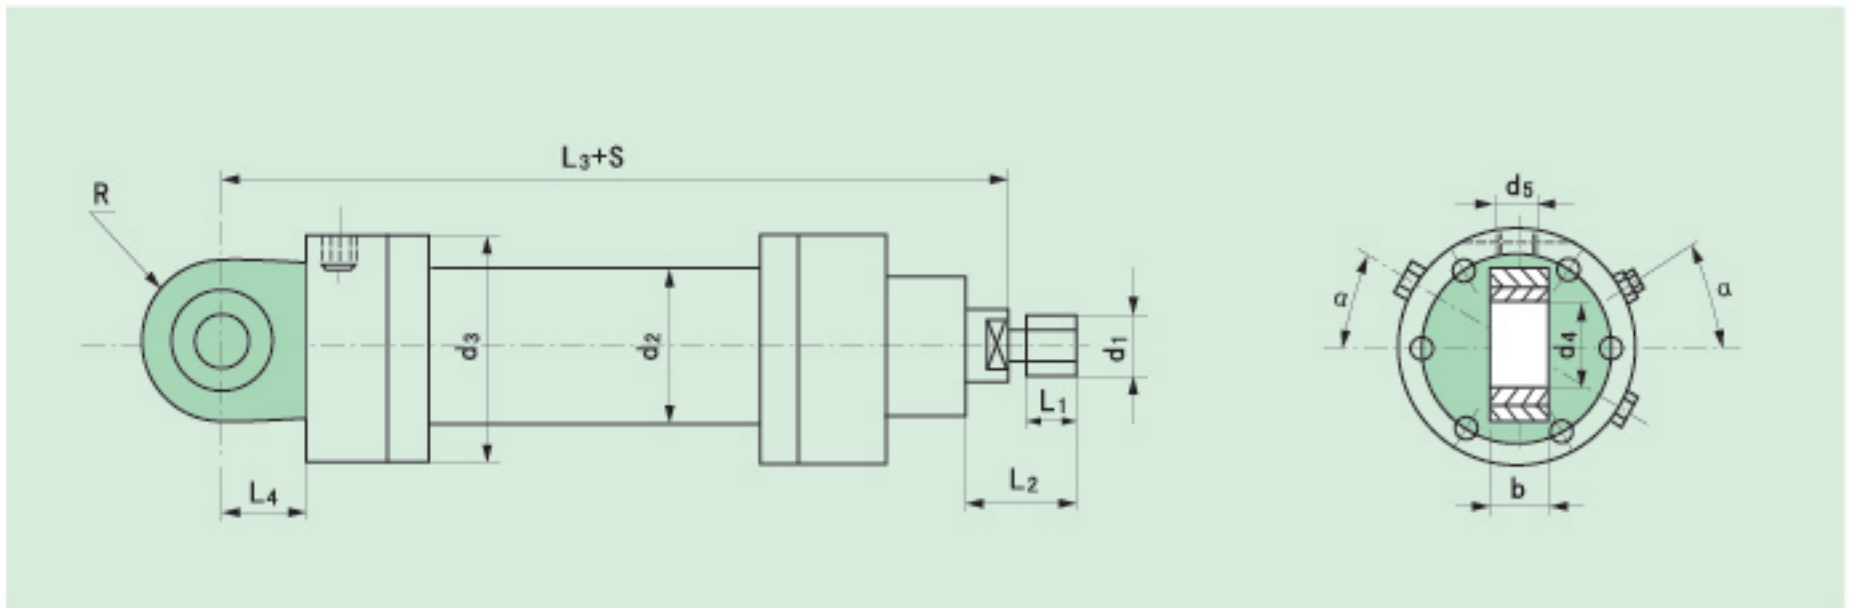 L₃+S
R
d₅
α
α
d₃
d₂
d₁
d₄
L₁
L₄
L₂
b